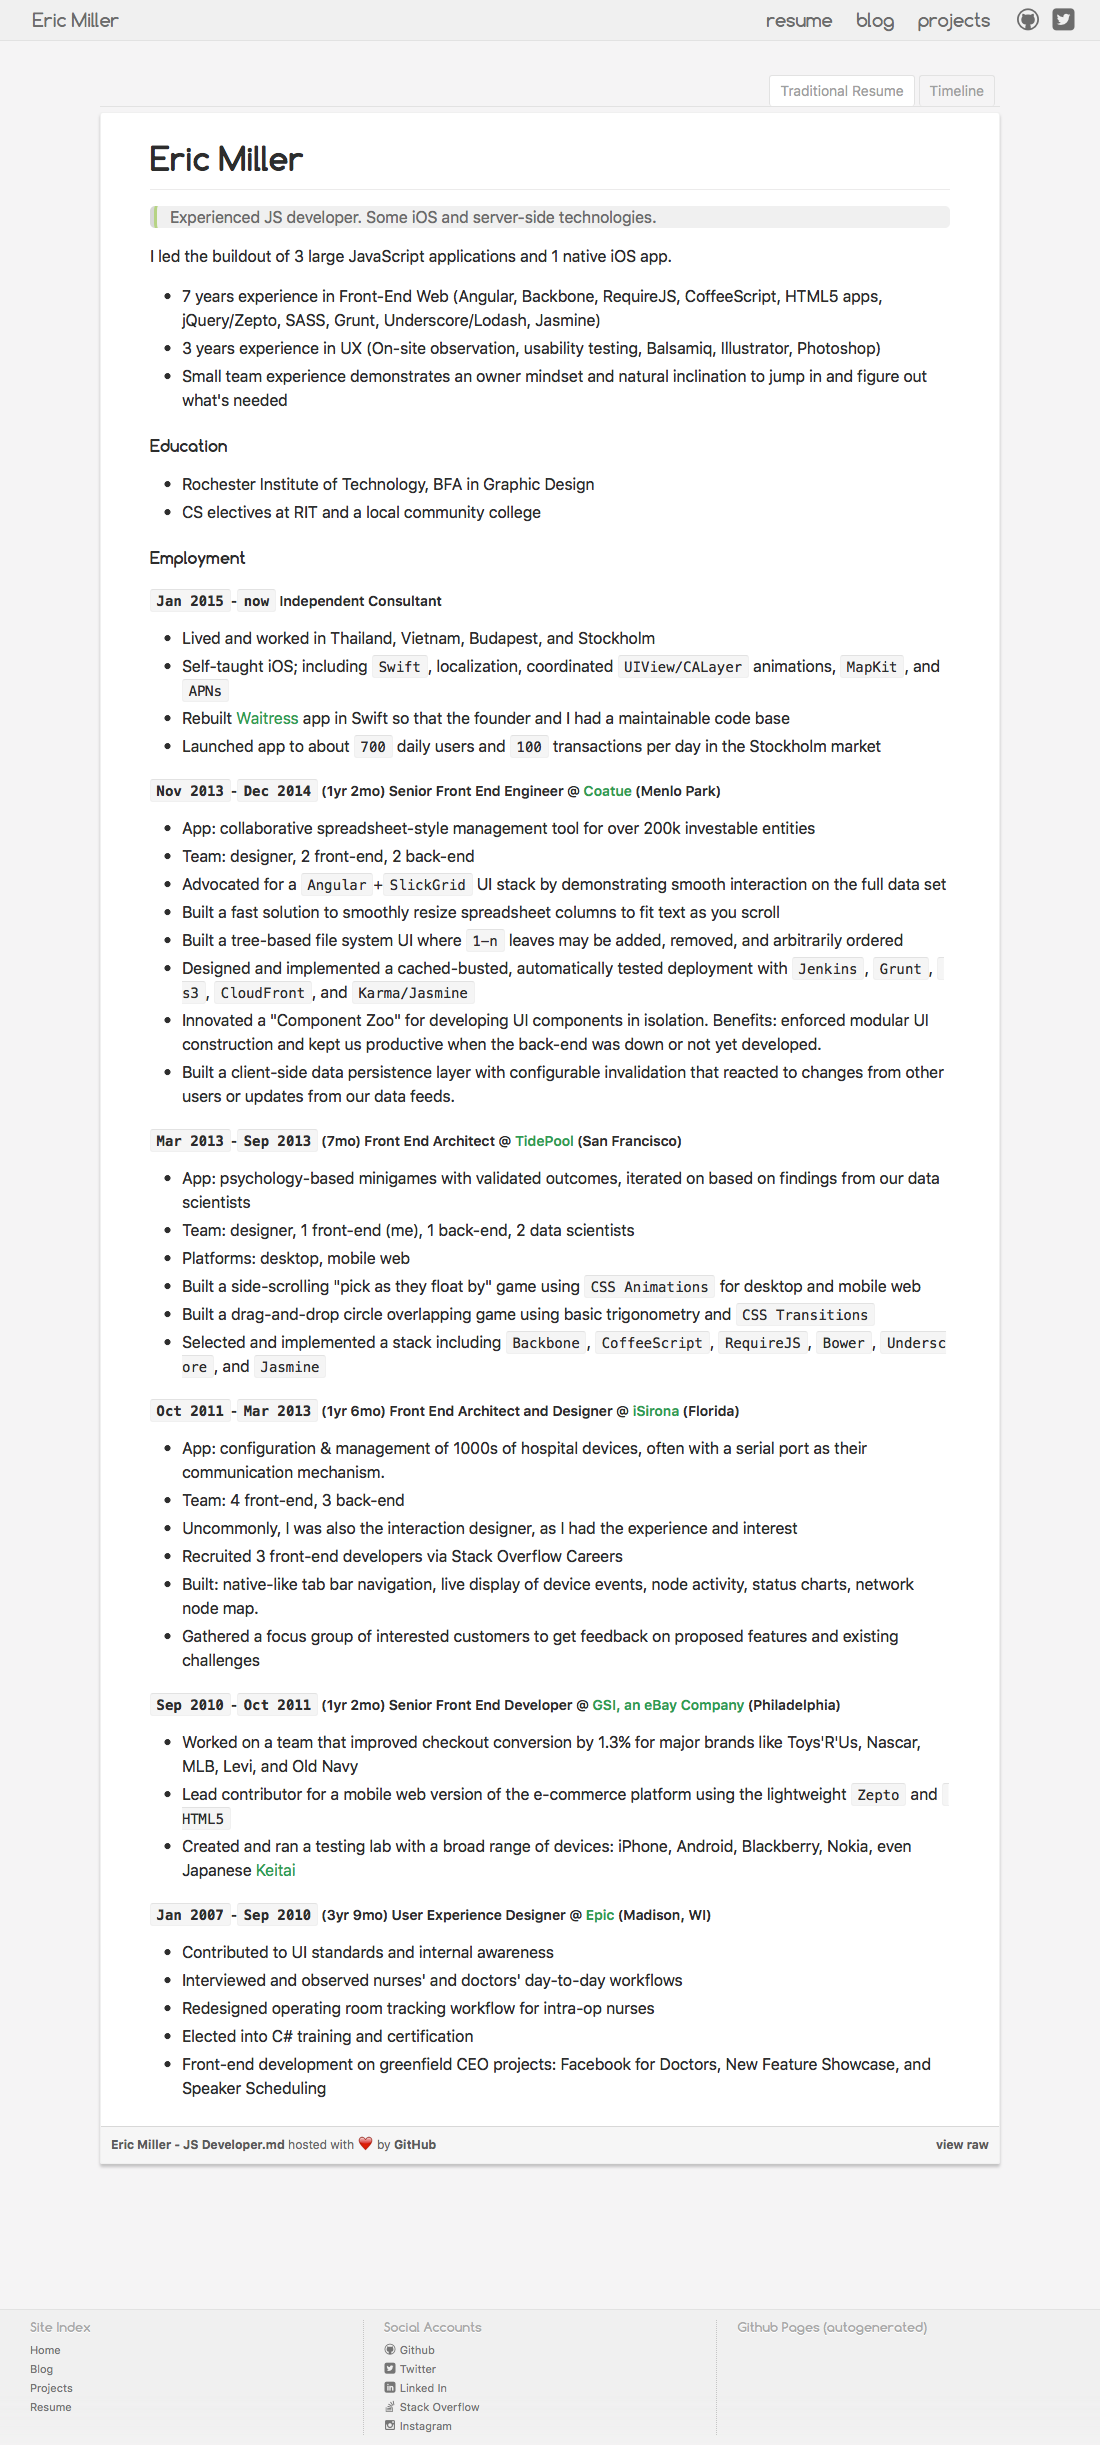 Eric Miller
resume blog projects
Traditional Resume Timeline
Eric Miller
Experienced JS developer. Some iOS and server-side technologies.
I led the buildout of 3 large JavaScript applications and 1 native iOS app.
• 7 years experience in Front-End Web (Angular, Backbone, RequireJS, CoffeeScript, HTML5 apps,
jQuery/Zepto, SASS, Grunt, Underscore/Lodash, Jasmine)
• 3 years experience in UX (On-site observation, usability testing, Balsamiq, Illustrator, Photoshop)
• Small team experience demonstrates an owner mindset and natural inclination to jump in and figure out
what's needed
Education
• Rochester Institute of Technology, BFA in Graphic Design
• CS electives at RIT and a local community college
Employment
Jan 2015 - now Independent Consultant
• Lived and worked in Thailand, Vietnam, Budapest, and Stockholm
• Self-taught iOS; including Swift, localization, coordinated UIView/CALayer animations, MapKit, and
APNs
• Rebuilt Waitress app in Swift so that the founder and I had a maintainable code base
• Launched app to about 700 daily users and 100 transactions per day in the Stockholm market
Nov 2013 - Dec 2014 (1yr 2mo) Senior Front End Engineer @ Coatue (Menlo Park)
• App: collaborative spreadsheet-style management tool for over 200k investable entities
• Team: designer, 2 front-end, 2 back-end
• Advocated for a Angular+SlickGrid UI stack by demonstrating smooth interaction on the full data set
• Built a fast solution to smoothly resize spreadsheet columns to fit text as you scroll
• Built a tree-based file system UI where 1—n leaves may be added, removed, and arbitrarily ordered
• Designed and implemented a cached-busted, automatically tested deployment with Jenkins, Grunt,
s3, CloudFront, and Karma/Jasmine
• Innovated a "Component Zoo" for developing UI components in isolation. Benefits: enforced modular UI
construction and kept us productive when the back-end was down or not yet developed.
• Built a client-side data persistence layer with configurable invalidation that reacted to changes from other
users or updates from our data feeds.
Mar 2013 - Sep 2013 (7mo) Front End Architect @ TidePool (San Francisco)
• App: psychology-based minigames with validated outcomes, iterated on based on findings from our data
scientists
• Team: designer, 1 front-end (me), 1 back-end, 2 data scientists
• Platforms: desktop, mobile web
• Built a side-scrolling "pick as they float by" game using CSS Animations for desktop and mobile web
• Built a drag-and-drop circle overlapping game using basic trigonometry and CSS Transitions
• Selected and implemented a stack including Backbone, CoffeeScript, RequireJS, Bower, Undersc
ore, and Jasmine
Oct 2011 - Mar 2013 (1yr 6mo) Front End Architect and Designer @ iSirona (Florida)
• App: configuration & management of 1000s of hospital devices, often with a serial port as their
communication mechanism.
• Team: 4 front-end, 3 back-end
• Uncommonly, I was also the interaction designer, as I had the experience and interest
• Recruited 3 front-end developers via Stack Overflow Careers
• Built: native-like tab bar navigation, live display of device events, node activity, status charts, network
node map.
• Gathered a focus group of interested customers to get feedback on proposed features and existing
challenges
Sep 2010 - Oct 2011 (1yr 2mo) Senior Front End Developer @ GSI, an eBay Company (Philadelphia)
• Worked on a team that improved checkout conversion by 1.3% for major brands like Toys'R'Us, Nascar,
MLB, Levi, and Old Navy
• Lead contributor for a mobile web version of the e-commerce platform using the lightweight Zepto and
HTML5
• Created and ran a testing lab with a broad range of devices: iPhone, Android, Blackberry, Nokia, even
Japanese Keitai
Jan 2007 - Sep 2010 (3yr 9mo) User Experience Designer @ Epic (Madison, WI)
• Contributed to UI standards and internal awareness
• Interviewed and observed nurses' and doctors' day-to-day workflows
• Redesigned operating room tracking workflow for intra-op nurses
• Elected into C# training and certification
• Front-end development on greenfield CEO projects: Facebook for Doctors, New Feature Showcase, and
Speaker Scheduling
Eric Miller - JS Developer.md hosted with ❤ by GitHub view raw
Site Index
Home
Blog
Projects
Resume
Social Accounts
Github
Twitter
Linked In
Stack Overflow
Instagram
Github Pages (autogenerated)